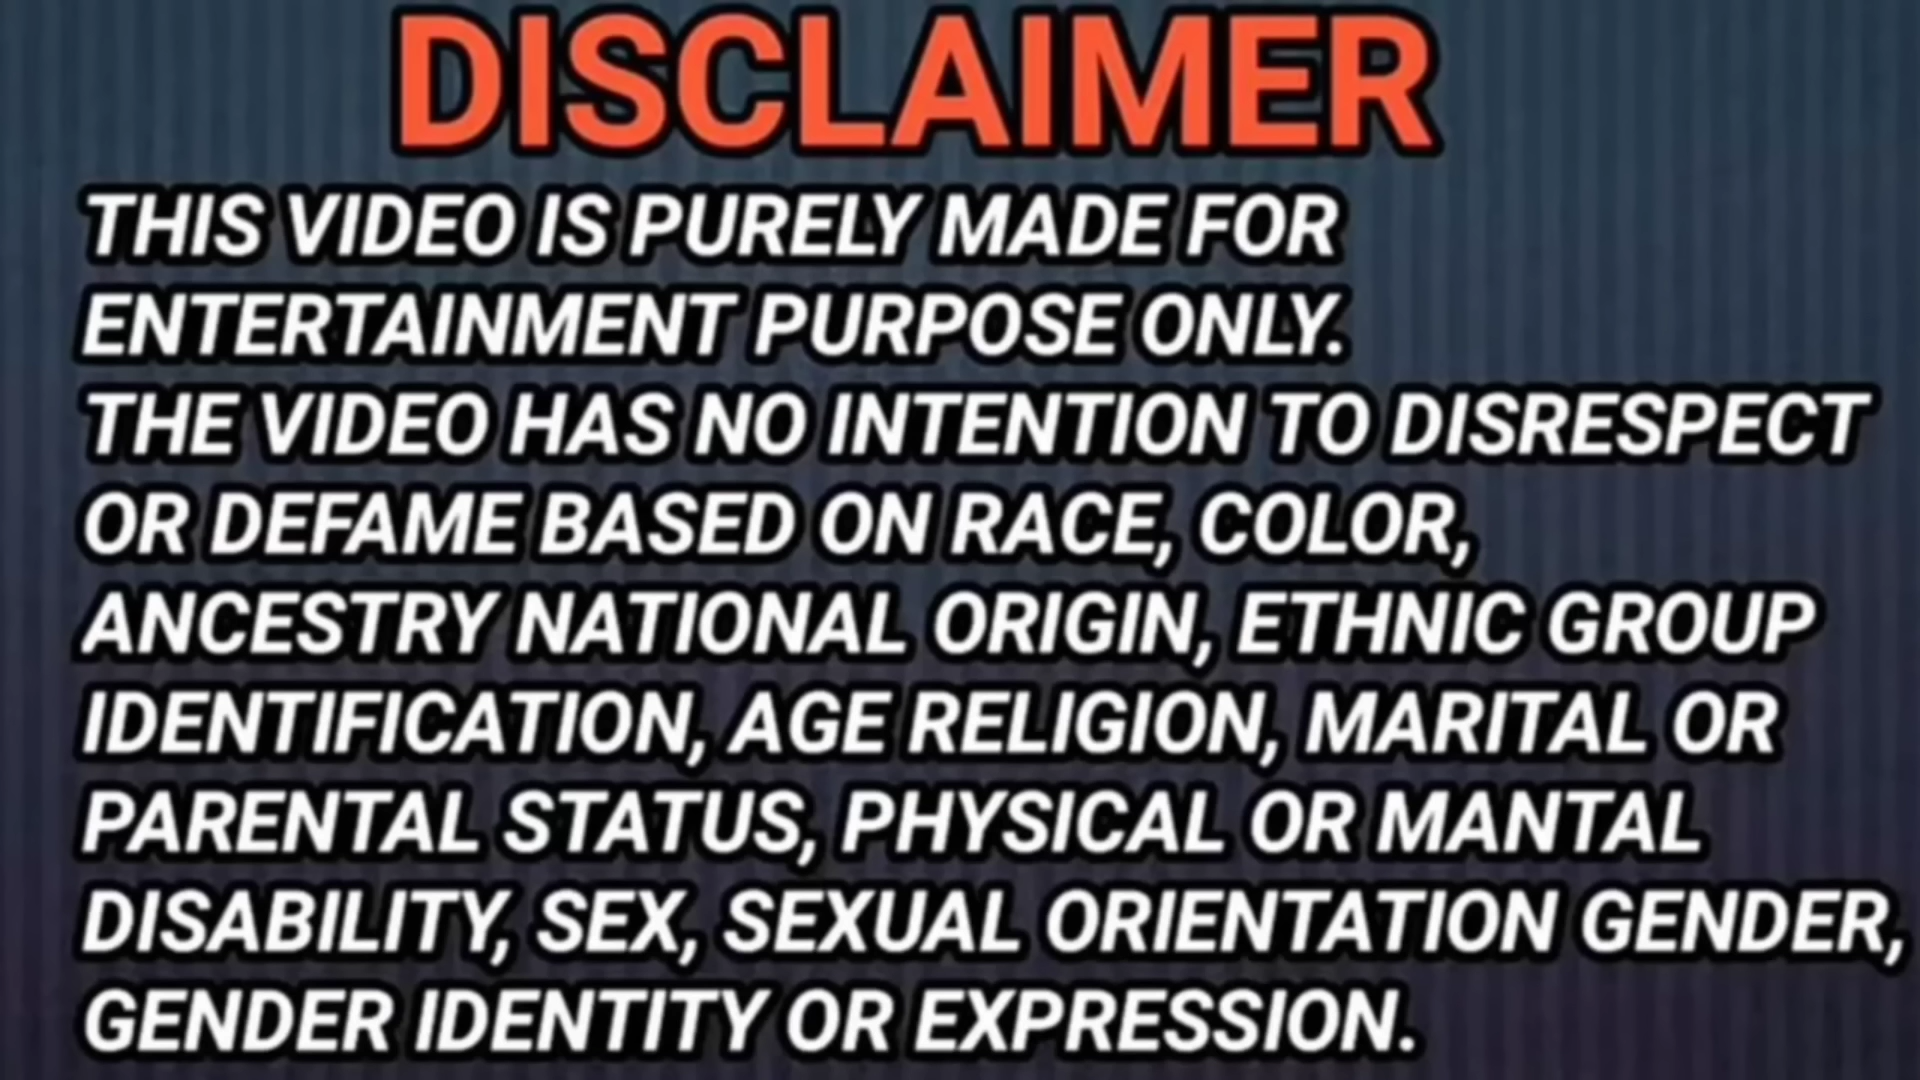 DISCLAIMER
THIS VIDEO IS PURELY MADE FOR
ENTERTAINMENT PURPOSE ONLY.
THE VIDEO HAS NO INTENTION TO DISRESPECT
OR DEFAME BASED ON RACE, COLOR,
ANCESTRY NATIONAL ORIGIN, ETHNIC GROUP
IDENTIFICATION, AGE RELIGION, MARITAL OR
PARENTAL STATUS, PHYSICAL OR MANTAL
DISABILITY, SEX, SEXUAL ORIENTATION GENDER,
GENDER IDENTITY OR EXPRESSION.